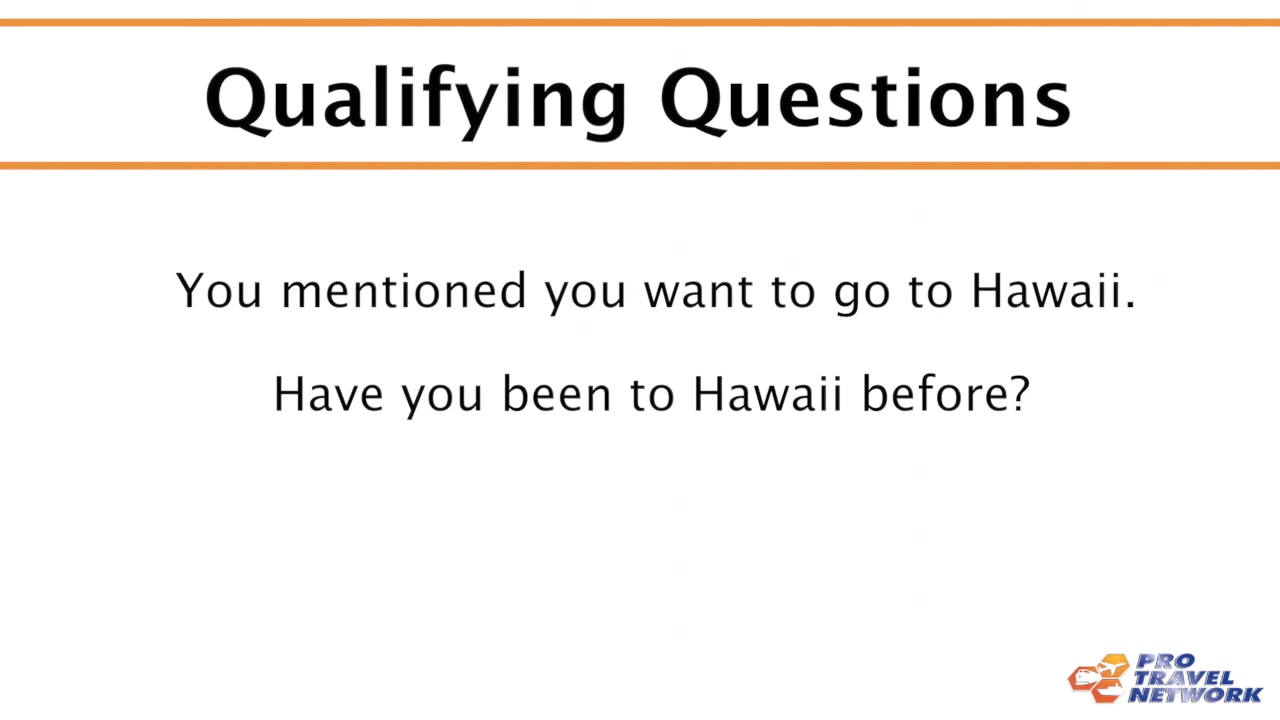 Qualifying Questions
You mentioned you want to go to Hawaii.
Have you been to Hawaii before?
PRO
TRAVEL
NETWORK